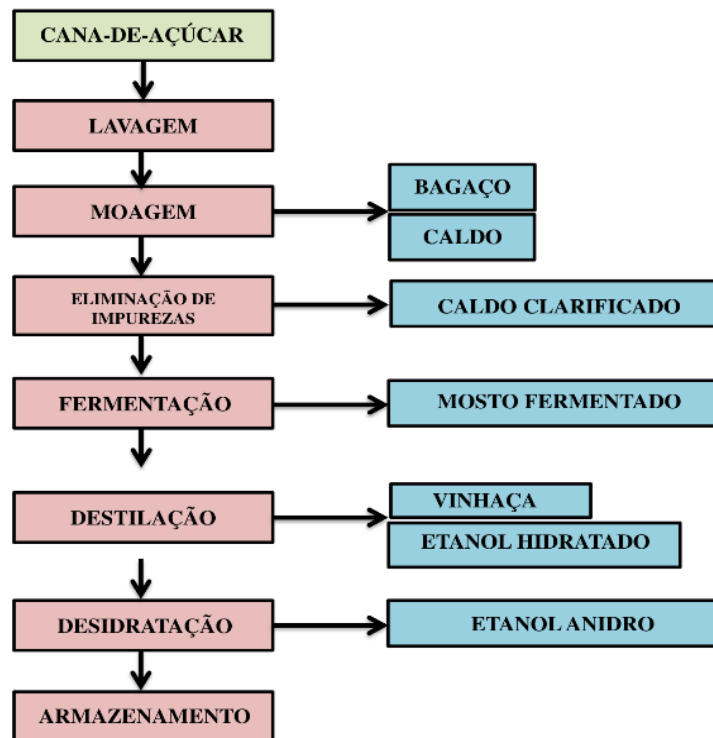 CANA-DE-AÇÚCAR
LAVAGEM
MOAGEM
BAGAÇO
CALDO
ELIMINAÇÃO DE
IMPUREZAS
CALDO CLARIFICADO
FERMENTAÇÃO
MOSTO FERMENTADO
DESTILAÇÃO
VINHAÇA
ETANOL HIDRATADO
DESIDRATAÇÃO
ETANOL ANIDRO
ARMAZENAMENTO